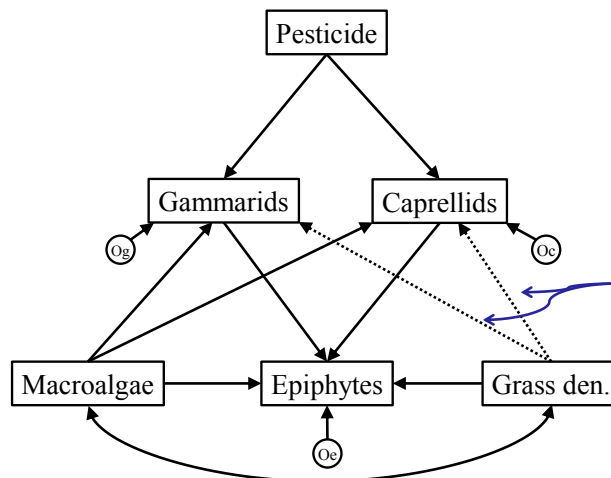 Pesticide
Gammarids
Caprellids
Og
Oc
Macroalgae
Epiphytes
Grass den.
Oe